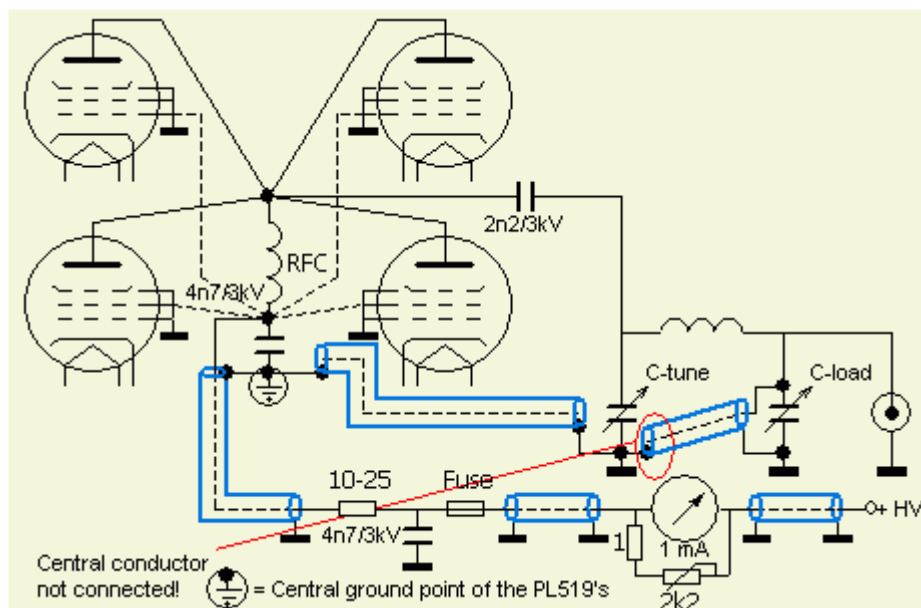 2n2/3kV
RFC
4n7/3kV
C-tune
C-load
10-25
Fuse
4n7/3kV
1
1 mA
2k2
+ HV
Central conductor
not connected!
= Central ground point of the PL519's